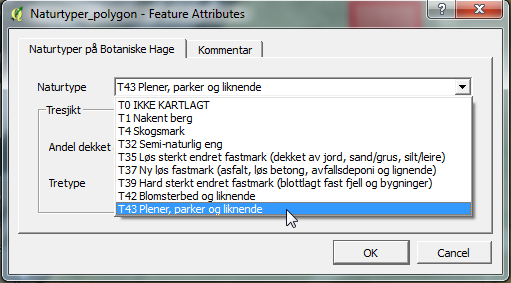 Naturtyper_polygon - Feature Attributes
Naturtyper på Botaniske Hage
Kommentar
Naturtype
T43 Plener, parker og liknende
Tresjikt
T0 IKKE KARTLAGT
T1 Nakent berg
T4 Skogsmark
Andel dekket
T32 Semi-naturlig eng
T35 Løs sterkt endret fastmark (dekket av jord, sand/grus, silt/leire)
T37 Ny løs fastmark (asfalt, løs betong, avfallsdeponi og lignende)
Tretype
T39 Hard sterkt endret fastmark (blottlagt fast fjell og bygninger)
T42 Blomsterbed og liknende
T43 Plener, parker og liknende
OK
Cancel